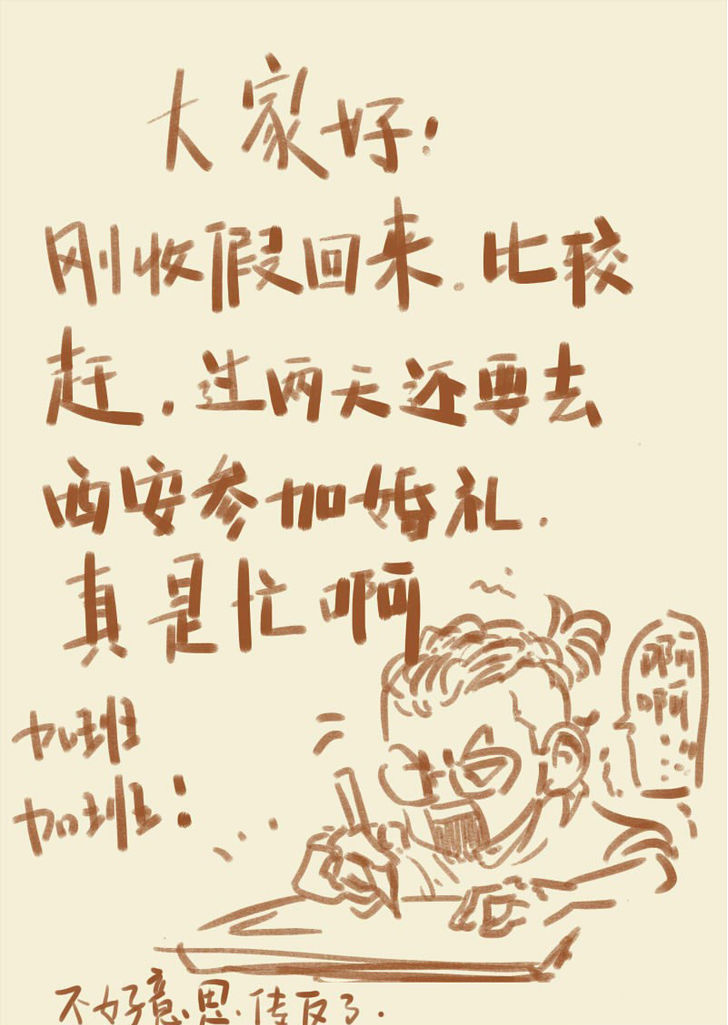 大家好!
刚收假回来.比较
赶,过两天还要去
西安参加婚礼.
真是忙啊
啊啊
啊啊
……
加班
加班:
不好意思.传反了.